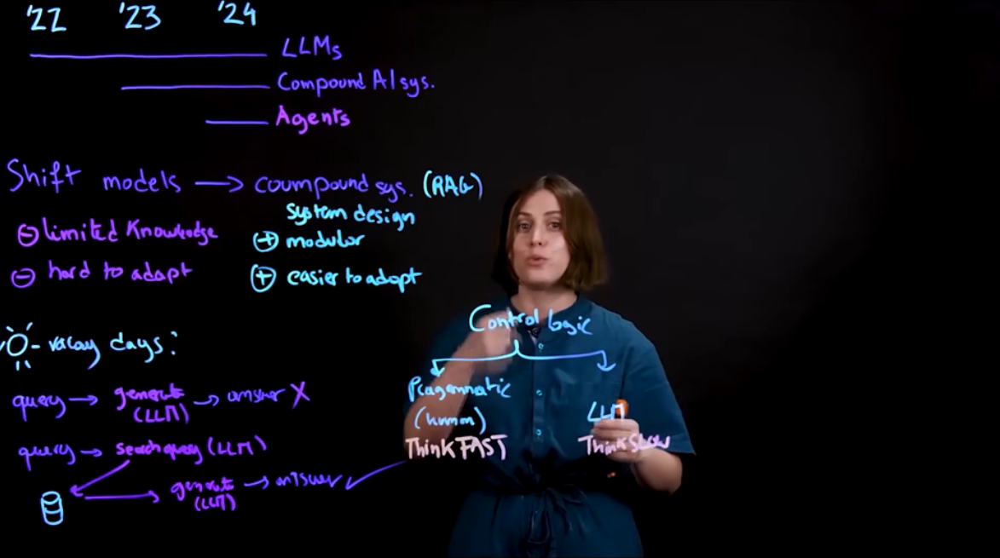 '22 '23 '24
LLMs
Compound AI sys.
Agents
Shift models → coumpound sys. (RAG)
system design
⊖ limited Knowledge
⊕ modular
⊖ hard to adapt
⊕ easier to adapt
- vacay days:
query → generate (LLM) → answer X
query → search query (LLM)
generate (LLM) → answer ✓
Control logic
(human)
LLM
Think FAST
Think SLOW